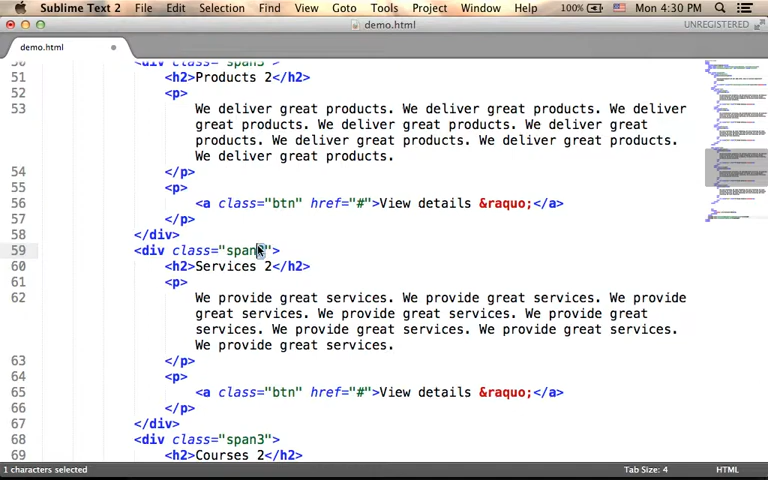 Sublime Text 2 File Edit Selection Find View Goto Tools Project Window Help 100% Mon 4:30 PM
demo.html UNREGISTERED
demo.html
50 <div class="span3">
51 <h2>Products 2</h2>
52 <p>
53 We deliver great products. We deliver great products. We deliver
great products. We deliver great products. We deliver great
products. We deliver great products. We deliver great products.
We deliver great products.
54 </p>
55 <p>
56 <a class="btn" href="#">View details &raquo;</a>
57 </p>
58 </div>
59 <div class="span">
60 <h2>Services 2</h2>
61 <p>
62 We provide great services. We provide great services. We provide
great services. We provide great services. We provide great
services. We provide great services. We provide great services.
We provide great services.
63 </p>
64 <p>
65 <a class="btn" href="#">View details &raquo;</a>
66 </p>
67 </div>
68 <div class="span3">
69 <h2>Courses 2</h2>
1 characters selected Tab Size: 4 HTML